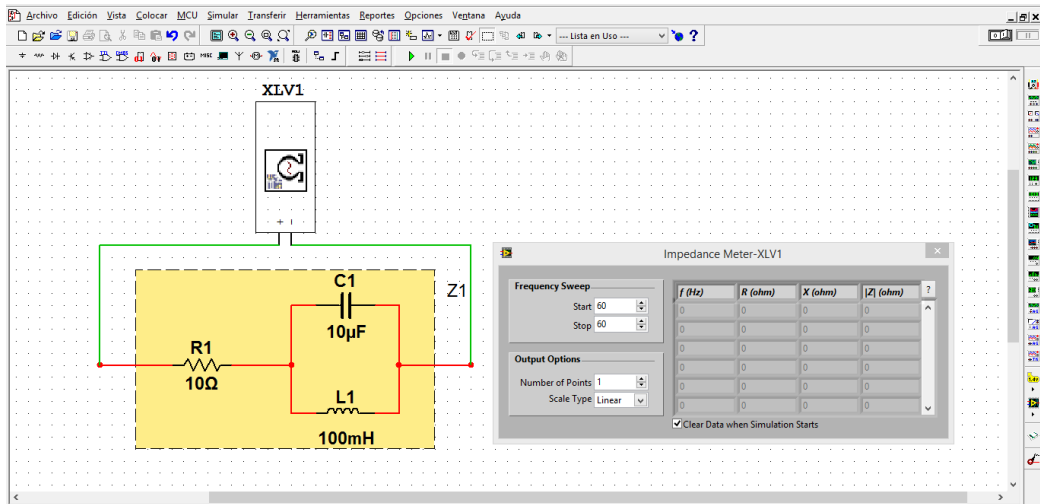 Archivo Edición Vista Colocar MCU Simular Transferir Herramientas Reportes Opciones Ventana Ayuda
--- Lista en Uso ---
MISC
XLV1
+ −
Impedance Meter-XLV1
Frequency Sweep
Start 60
Stop 60
Output Options
Number of Points 1
Scale Type Linear
f (Hz) R (ohm) X (ohm) |Z| (ohm) ?
0 0 0 0
0 0 0 0
0 0 0 0
0 0 0 0
0 0 0 0
0 0 0 0
Clear Data when Simulation Starts
Z1
C1
10µF
R1
10Ω
L1
100mH